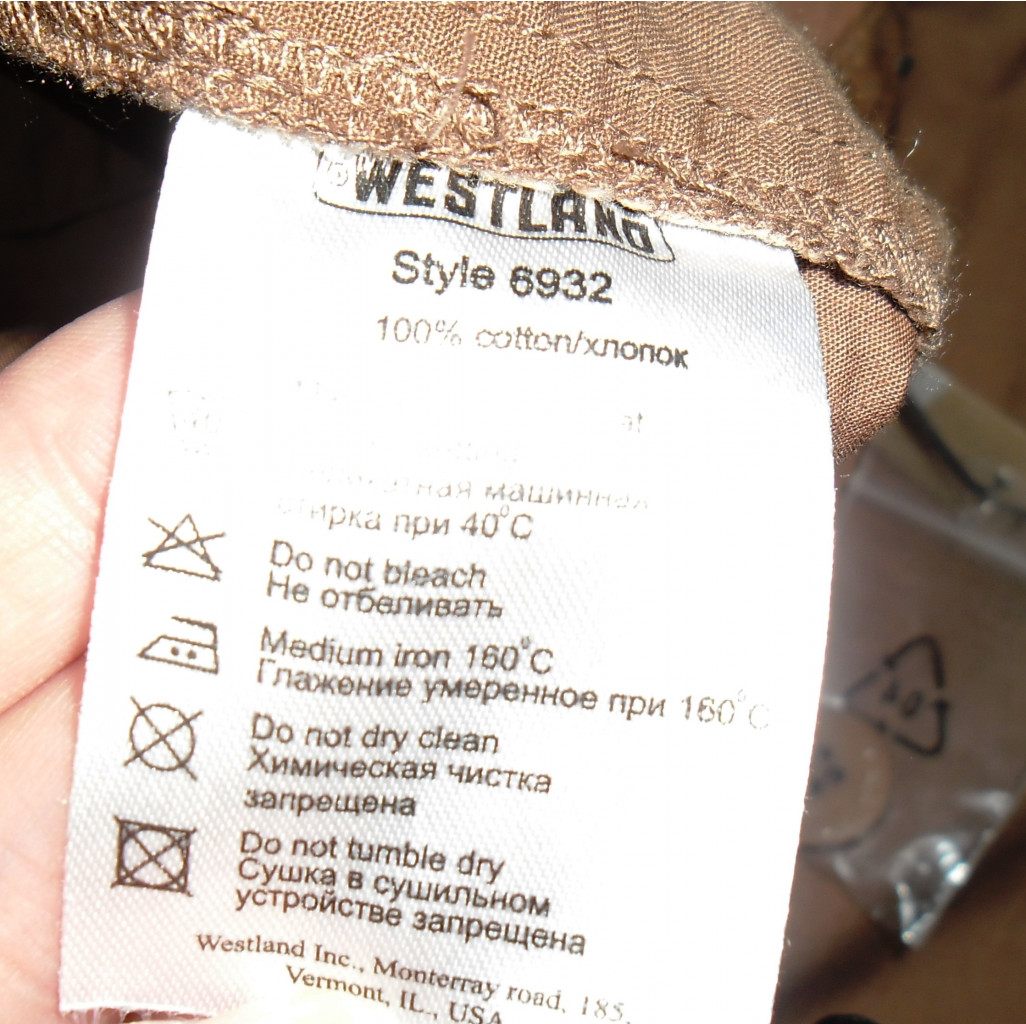 WESTLAND
Style 6932
100% cotton/хлопок
at
машинная
стирка при 40°C
Do not bleach
Не отбеливать
Medium iron 160°C
Глажение умеренное при 160°C
Do not dry clean
Химическая чистка
запрещена
Do not tumble dry
Сушка в сушильном
устройстве запрещена
Westland Inc., Monterray road, 185,
Vermont, IL., USA